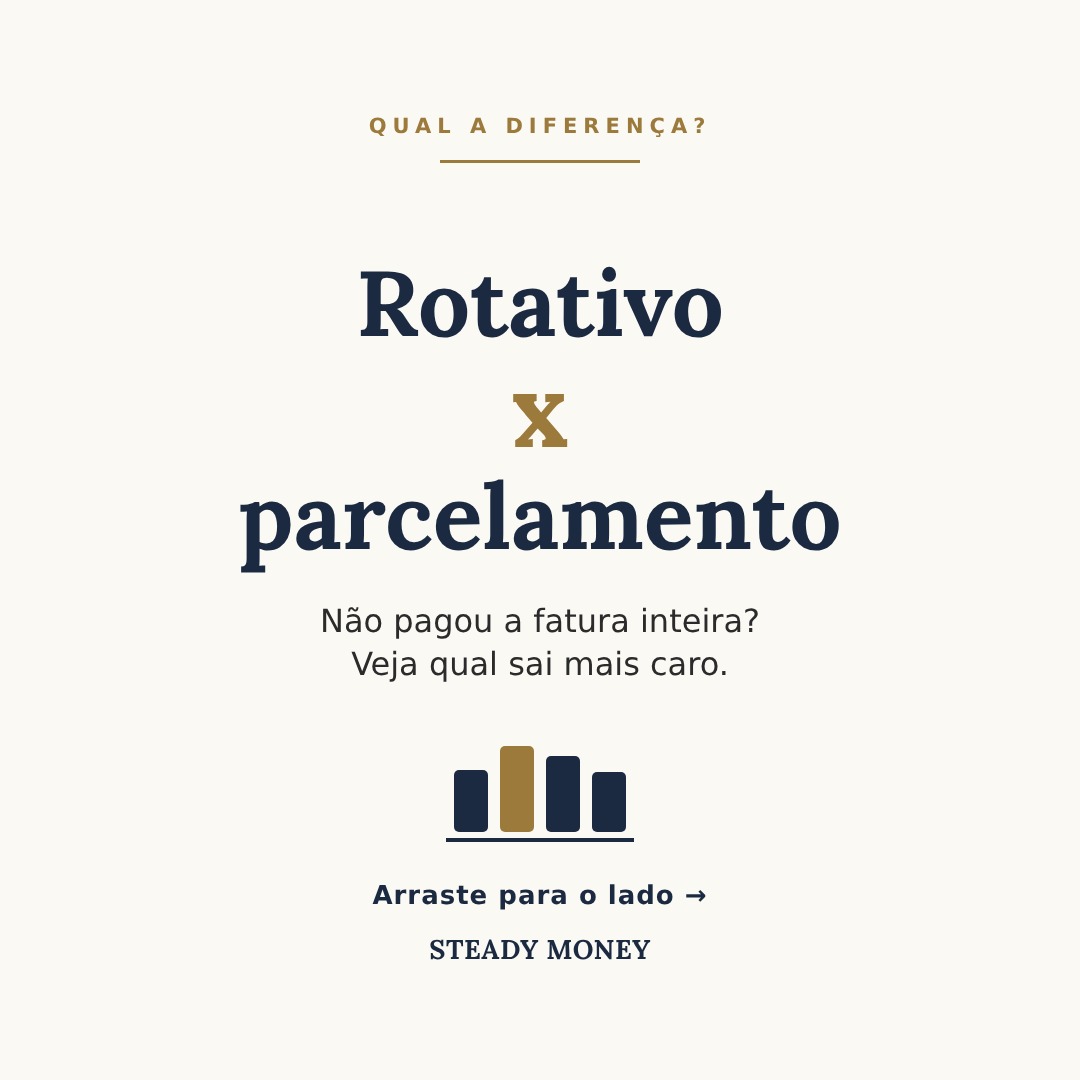 QUAL A DIFERENÇA?
Rotativo
x
parcelamento
Não pagou a fatura inteira?
Veja qual sai mais caro.
Arraste para o lado →
STEADY MONEY